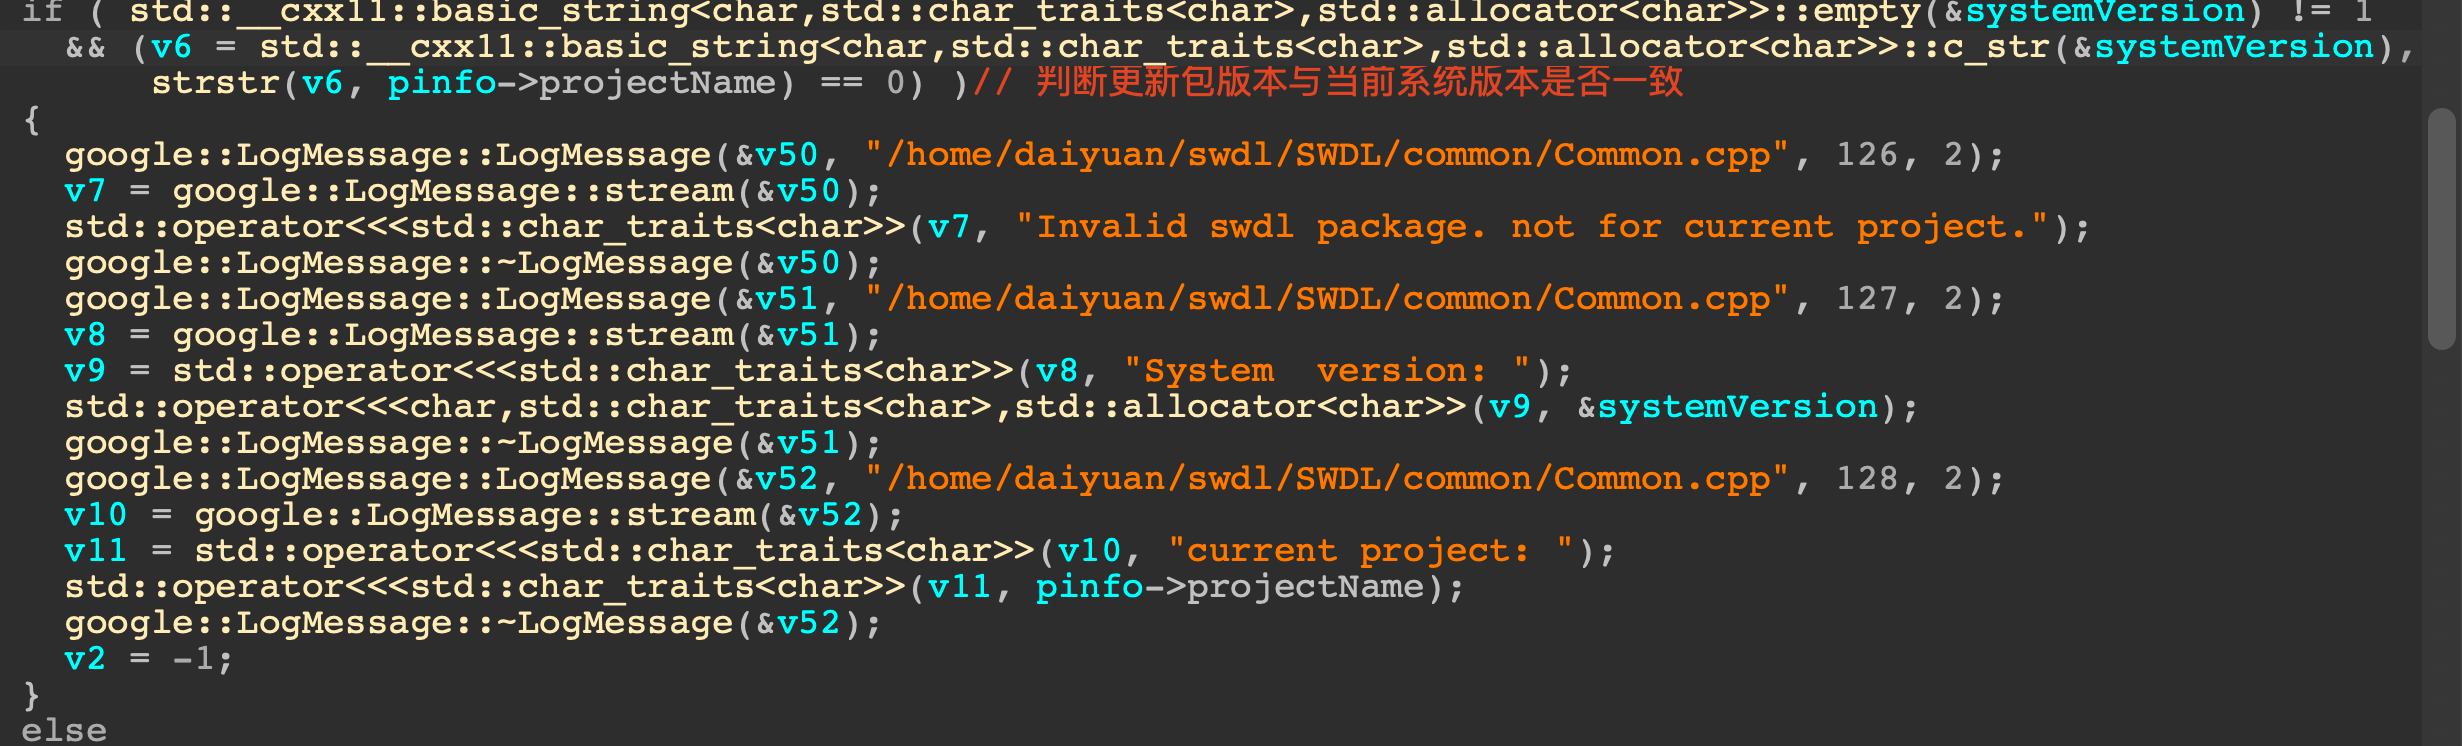 if ( std::__cxx11::basic_string<char,std::char_traits<char>,std::allocator<char>>::empty(&systemVersion) != 1
&& (v6 = std::__cxx11::basic_string<char,std::char_traits<char>,std::allocator<char>>::c_str(&systemVersion),
strstr(v6, pinfo->projectName) == 0) )// 判断更新包版本与当前系统版本是否一致
{
google::LogMessage::LogMessage(&v50, "/home/daiyuan/swdl/SWDL/common/Common.cpp", 126, 2);
v7 = google::LogMessage::stream(&v50);
std::operator<<<std::char_traits<char>>(v7, "Invalid swdl package. not for current project.");
google::LogMessage::~LogMessage(&v50);
google::LogMessage::LogMessage(&v51, "/home/daiyuan/swdl/SWDL/common/Common.cpp", 127, 2);
v8 = google::LogMessage::stream(&v51);
v9 = std::operator<<<std::char_traits<char>>(v8, "System  version: ");
std::operator<<<char,std::char_traits<char>,std::allocator<char>>(v9, &systemVersion);
google::LogMessage::~LogMessage(&v51);
google::LogMessage::LogMessage(&v52, "/home/daiyuan/swdl/SWDL/common/Common.cpp", 128, 2);
v10 = google::LogMessage::stream(&v52);
v11 = std::operator<<<std::char_traits<char>>(v10, "current project: ");
std::operator<<<std::char_traits<char>>(v11, pinfo->projectName);
google::LogMessage::~LogMessage(&v52);
v2 = -1;
}
else